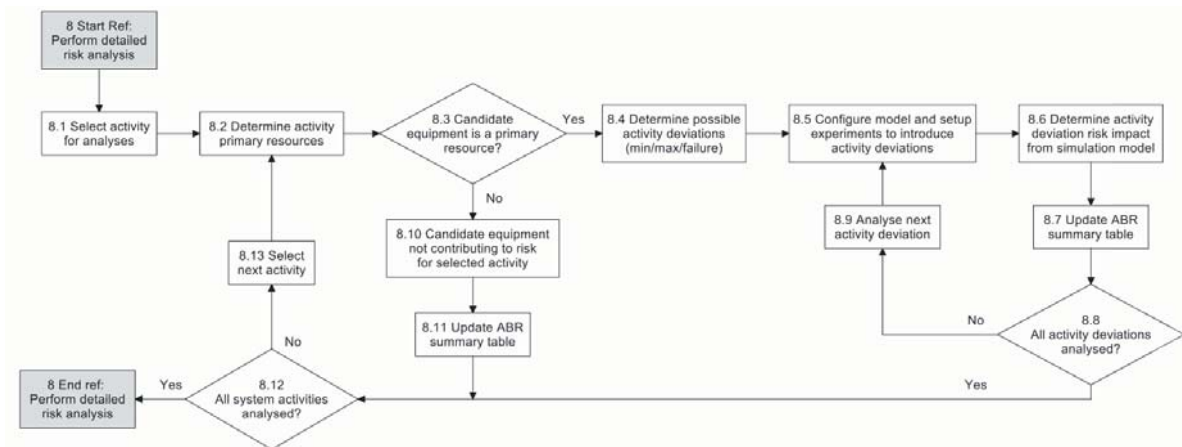 8 Start Ref:
Perform detailed
risk analysis
8.1 Select activity
for analyses
8.2 Determine activity
primary resources
8.3 Candidate
equipment is a primary
resource?
Yes
8.4 Determine possible
activity deviations
(min/max/failure)
8.5 Configure model and setup
experiments to introduce
activity deviations
8.6 Determine activity
deviation risk impact
from simulation model
No
8.10 Candidate equipment
not contributing to risk
for selected activity
8.9 Analyse next
activity deviation
8.7 Update ABR
summary table
8.13 Select
next activity
8.11 Update ABR
summary table
No
8.8
All activity deviations
analysed?
No
8 End ref:
Perform detailed
risk analysis
Yes
8.12
All system activities
analysed?
Yes